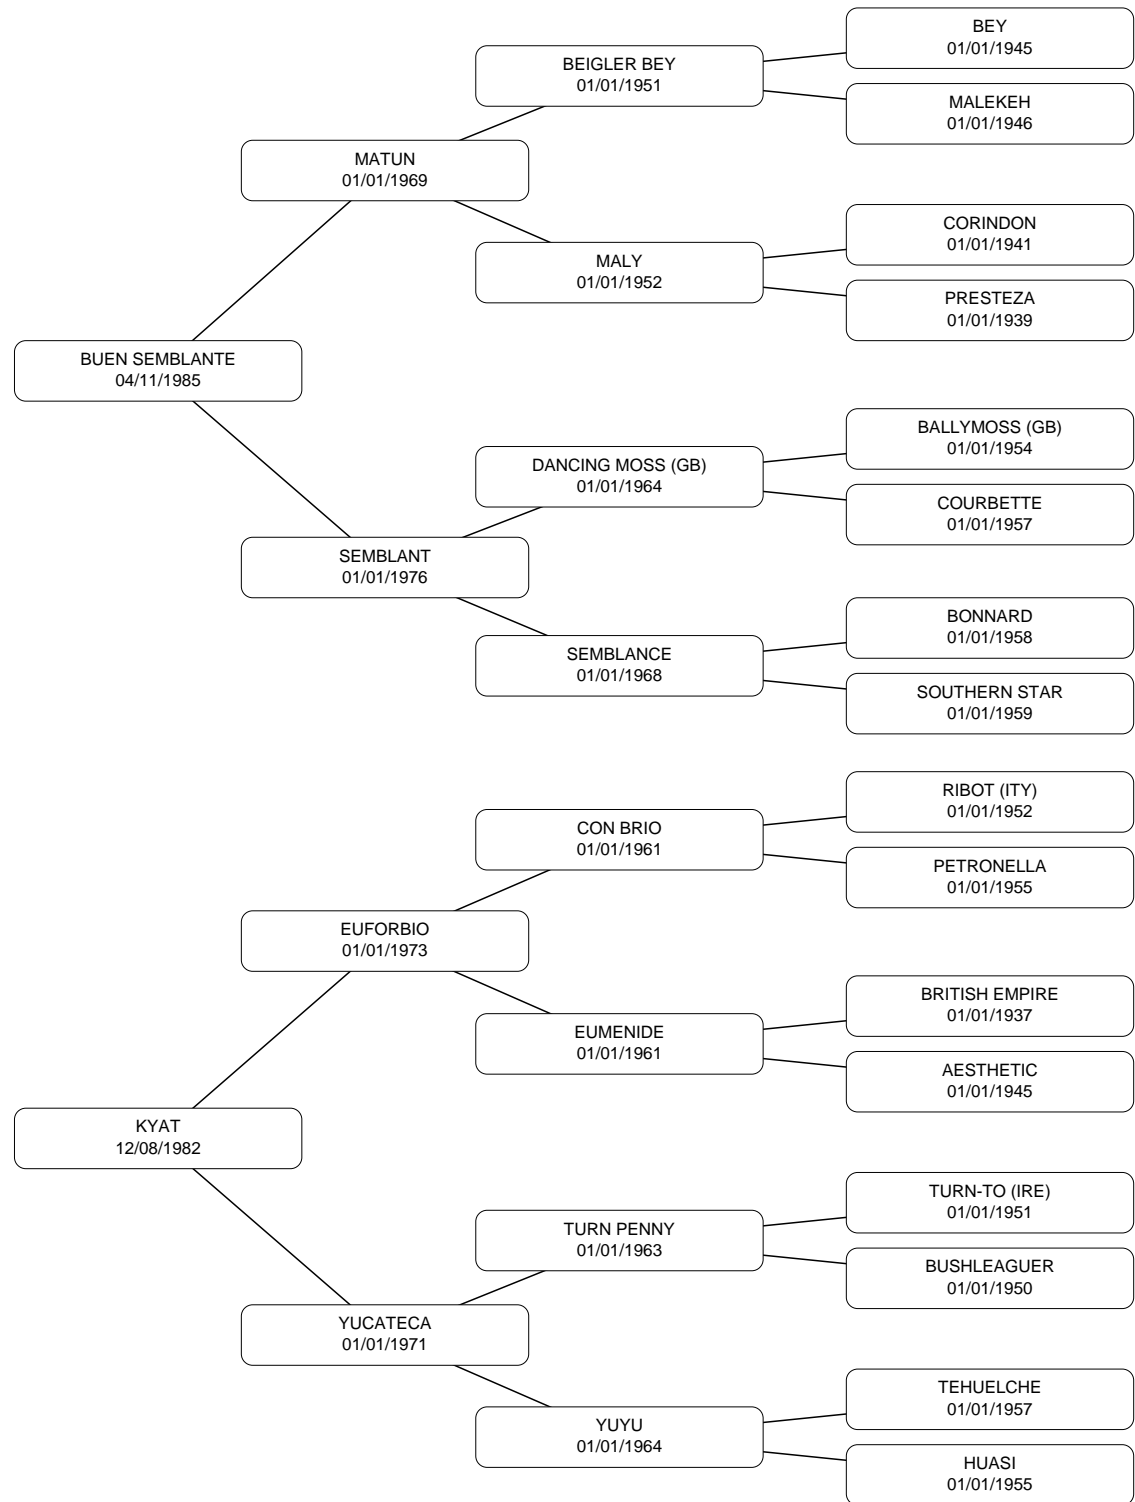 BEY
01/01/1945
BEIGLER BEY
01/01/1951
MALEKEH
01/01/1946
MATUN
01/01/1969
CORINDON
01/01/1941
MALY
01/01/1952
PRESTEZA
01/01/1939
BUEN SEMBLANTE
04/11/1985
BALLYMOSS (GB)
01/01/1954
DANCING MOSS (GB)
01/01/1964
COURBETTE
01/01/1957
SEMBLANT
01/01/1976
BONNARD
01/01/1958
SEMBLANCE
01/01/1968
SOUTHERN STAR
01/01/1959
RIBOT (ITY)
01/01/1952
CON BRIO
01/01/1961
PETRONELLA
01/01/1955
EUFORBIO
01/01/1973
BRITISH EMPIRE
01/01/1937
EUMENIDE
01/01/1961
AESTHETIC
01/01/1945
KYAT
12/08/1982
TURN-TO (IRE)
01/01/1951
TURN PENNY
01/01/1963
BUSHLEAGUER
01/01/1950
YUCATECA
01/01/1971
TEHUELCHE
01/01/1957
YUYU
01/01/1964
HUASI
01/01/1955